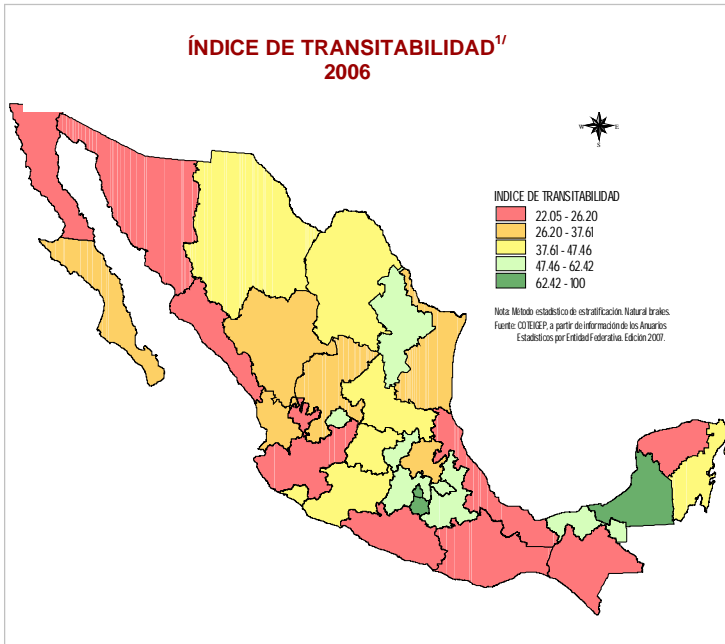 ÍNDICE DE TRANSITABILIDAD1/
2006
W E
S
INDICE DE TRANSITABILIDAD
22.05 - 26.20
26.20 - 37.61
37.61 - 47.46
47.46 - 62.42
62.42 - 100
Nota: Método estadistico de estratificación. Natural brakes.
Fuente: COTEIGEP, a partir de información de los Anuarios
Estadísticos por Entidad Federativa. Edición 2007.